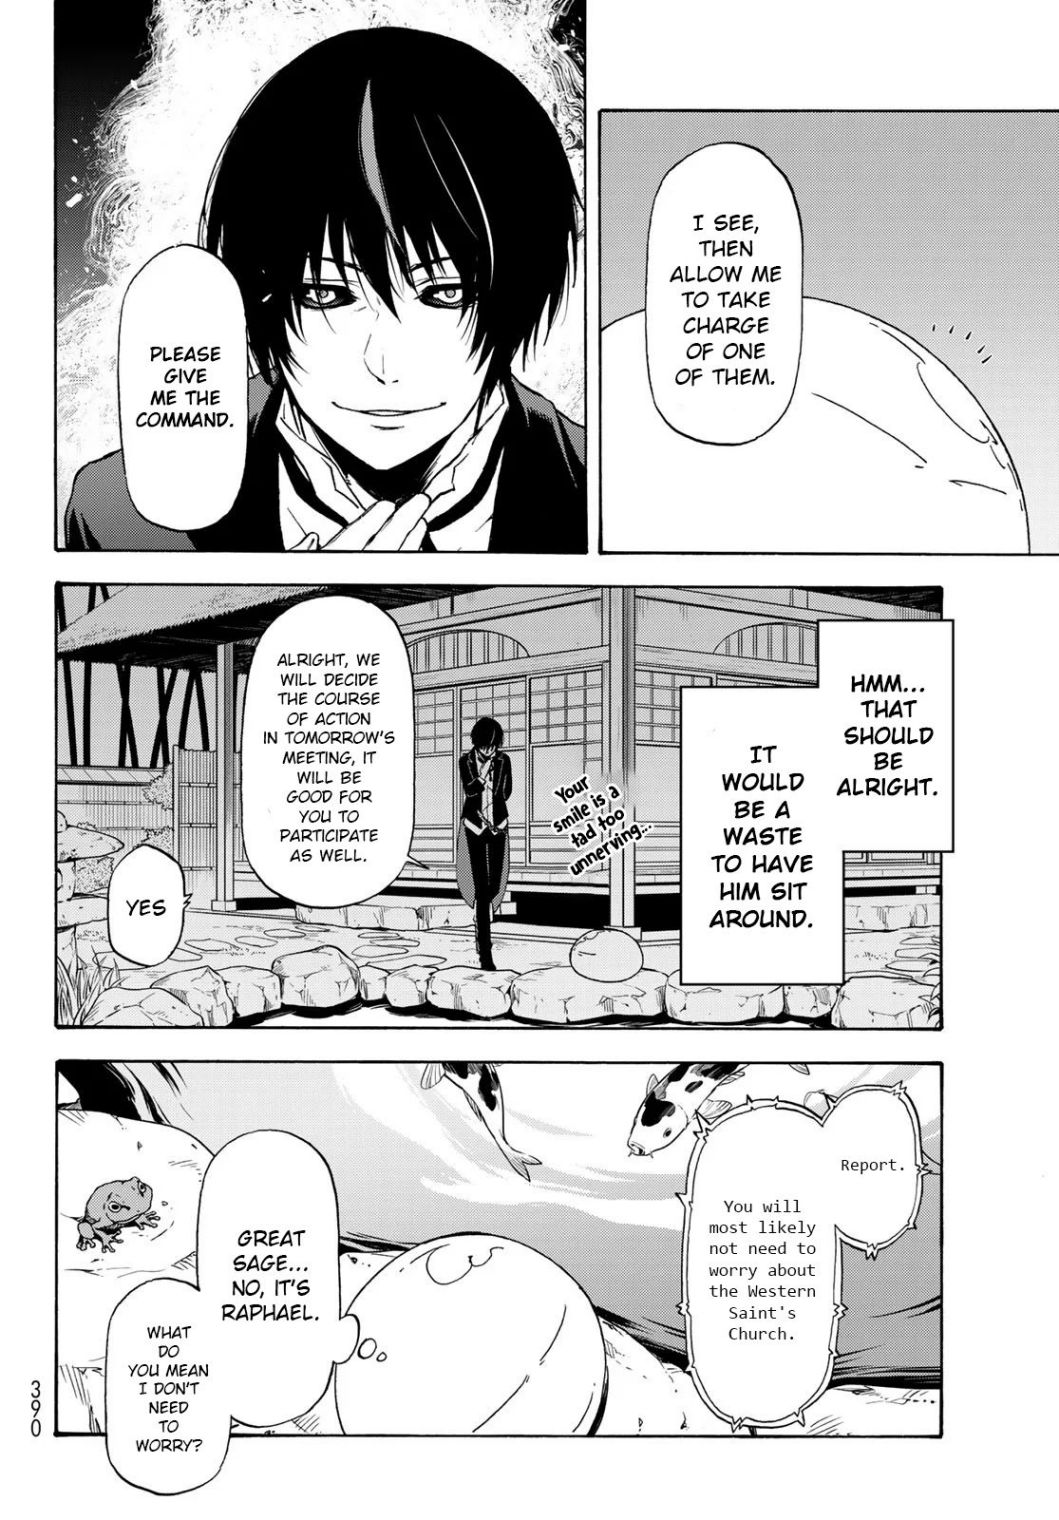 I SEE,
THEN
ALLOW ME
TO TAKE
CHARGE
OF ONE
OF THEM.
PLEASE
GIVE
ME THE
COMMAND.
HMM...
THAT
SHOULD
BE
ALRIGHT.
IT
WOULD
BE A
WASTE
TO HAVE
HIM SIT
AROUND.
Your
smile is a
tad too
unnerving...
ALRIGHT, WE
WILL DECIDE
THE COURSE
OF ACTION
IN TOMORROW'S
MEETING, IT
WILL BE
GOOD FOR
YOU TO
PARTICIPATE
AS WELL.
YES
Report.
You will
most likely
not need to
worry about
the Western
Saint's
Church.
GREAT
SAGE...
NO, IT'S
RAPHAEL.
WHAT
DO
YOU MEAN
I DON'T
NEED
TO
WORRY?
390